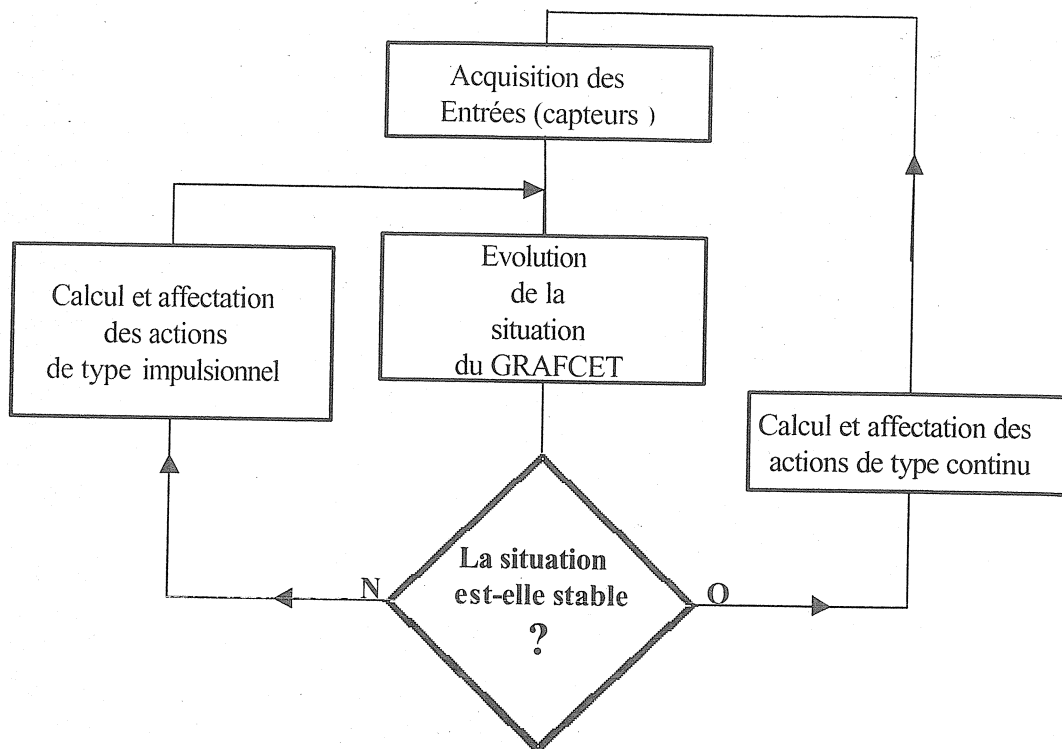 Acquisition des
Entrées (capteurs )
Evolution
de la
situation
du GRAFCET
Calcul et affectation
des actions
de type impulsionnel
Calcul et affectation des
actions de type continu
La situation
est-elle stable
?
N
O